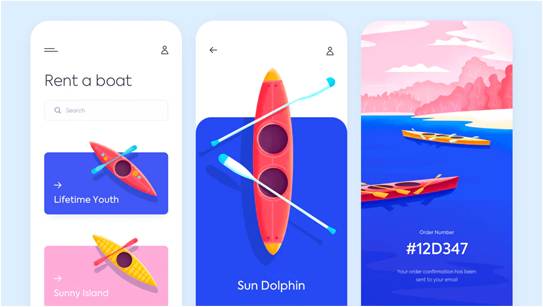 Rent a boat
Search
Lifetime Youth
Sunny Island
Sun Dolphin
Order Number
#12D347
Your order confirmation has been
sent to your email